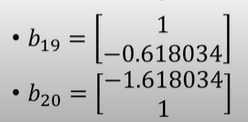 • b₁₉ = [1
−0.618034]
• b₂₀ = [−1.618034
1]